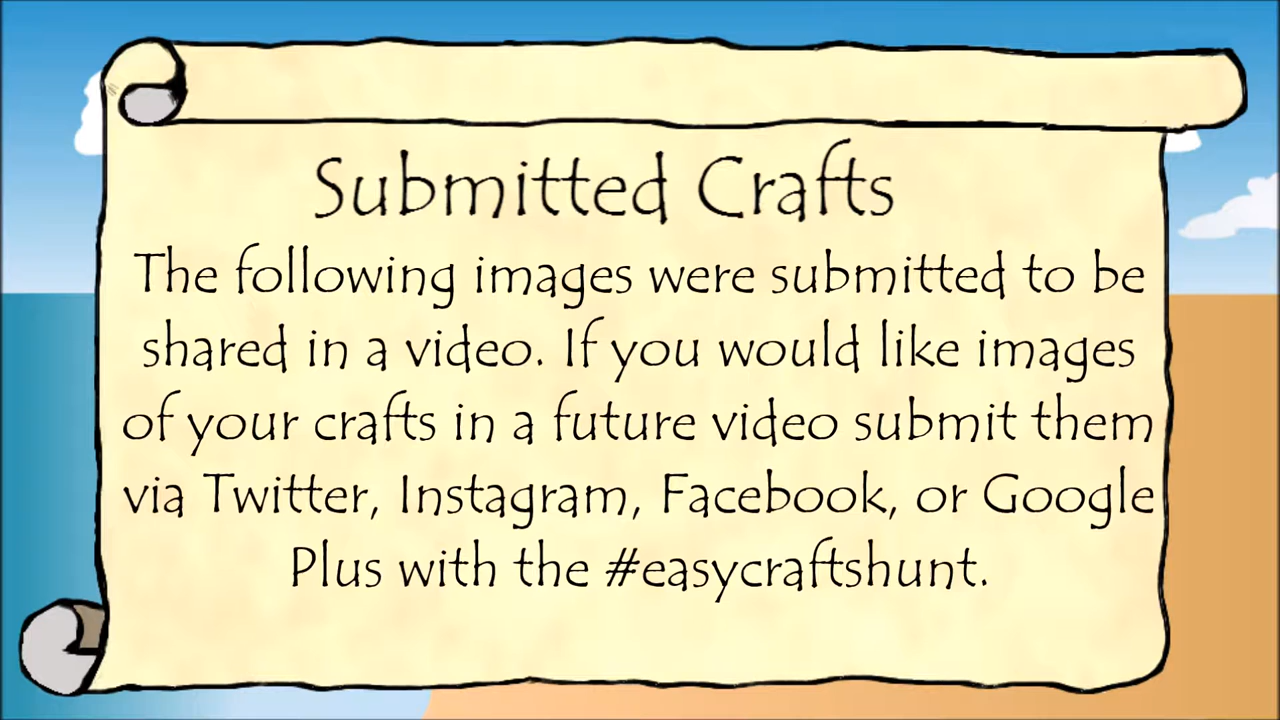 Submitted Crafts
The following images were submitted to be
shared in a video. If you would like images
of your crafts in a future video submit them
via Twitter, Instagram, Facebook, or Google
Plus with the #easycraftshunt.